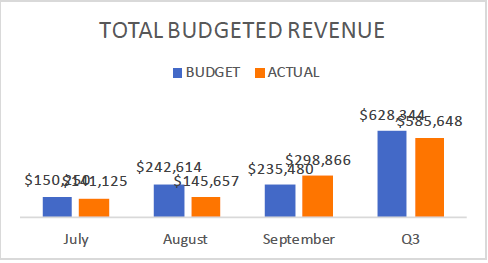 TOTAL BUDGETED REVENUE
BUDGET ACTUAL
$628,344 $585,648
$242,614 $235,480 $298,866
$150,250 $141,125 $145,657
July August September Q3